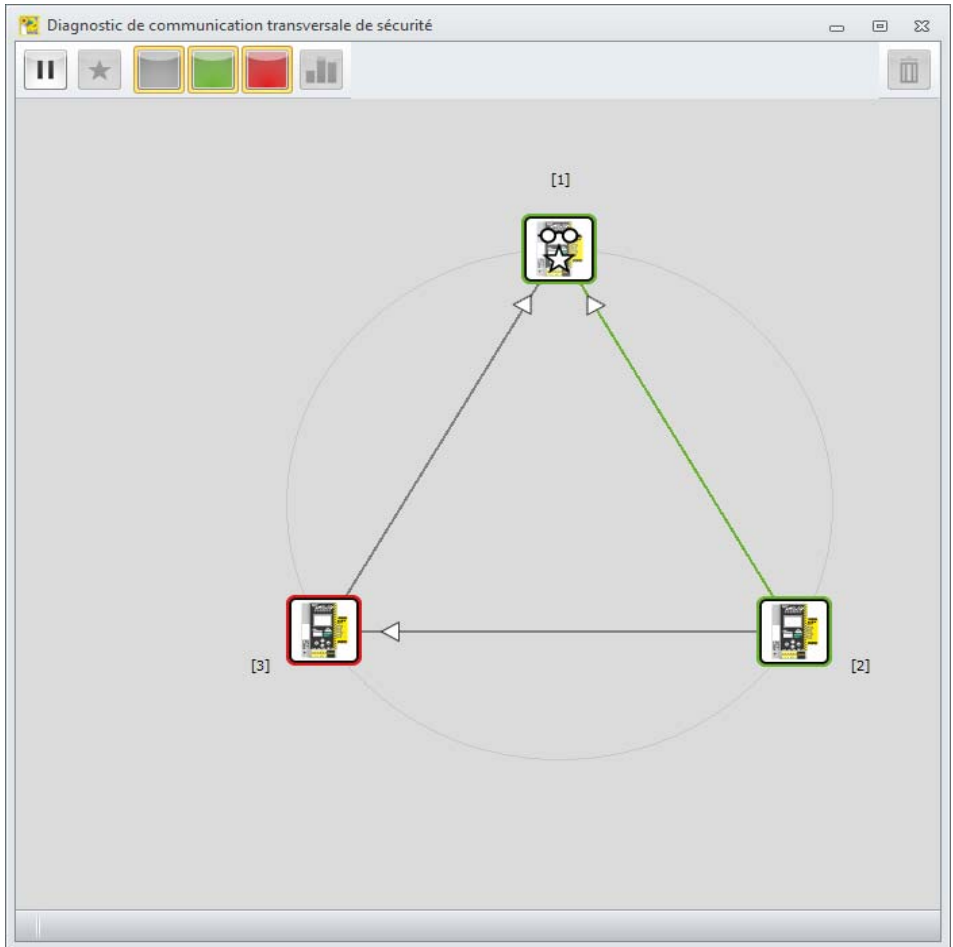 Diagnostic de communication transversale de sécurité
[1]
[3]
[2]